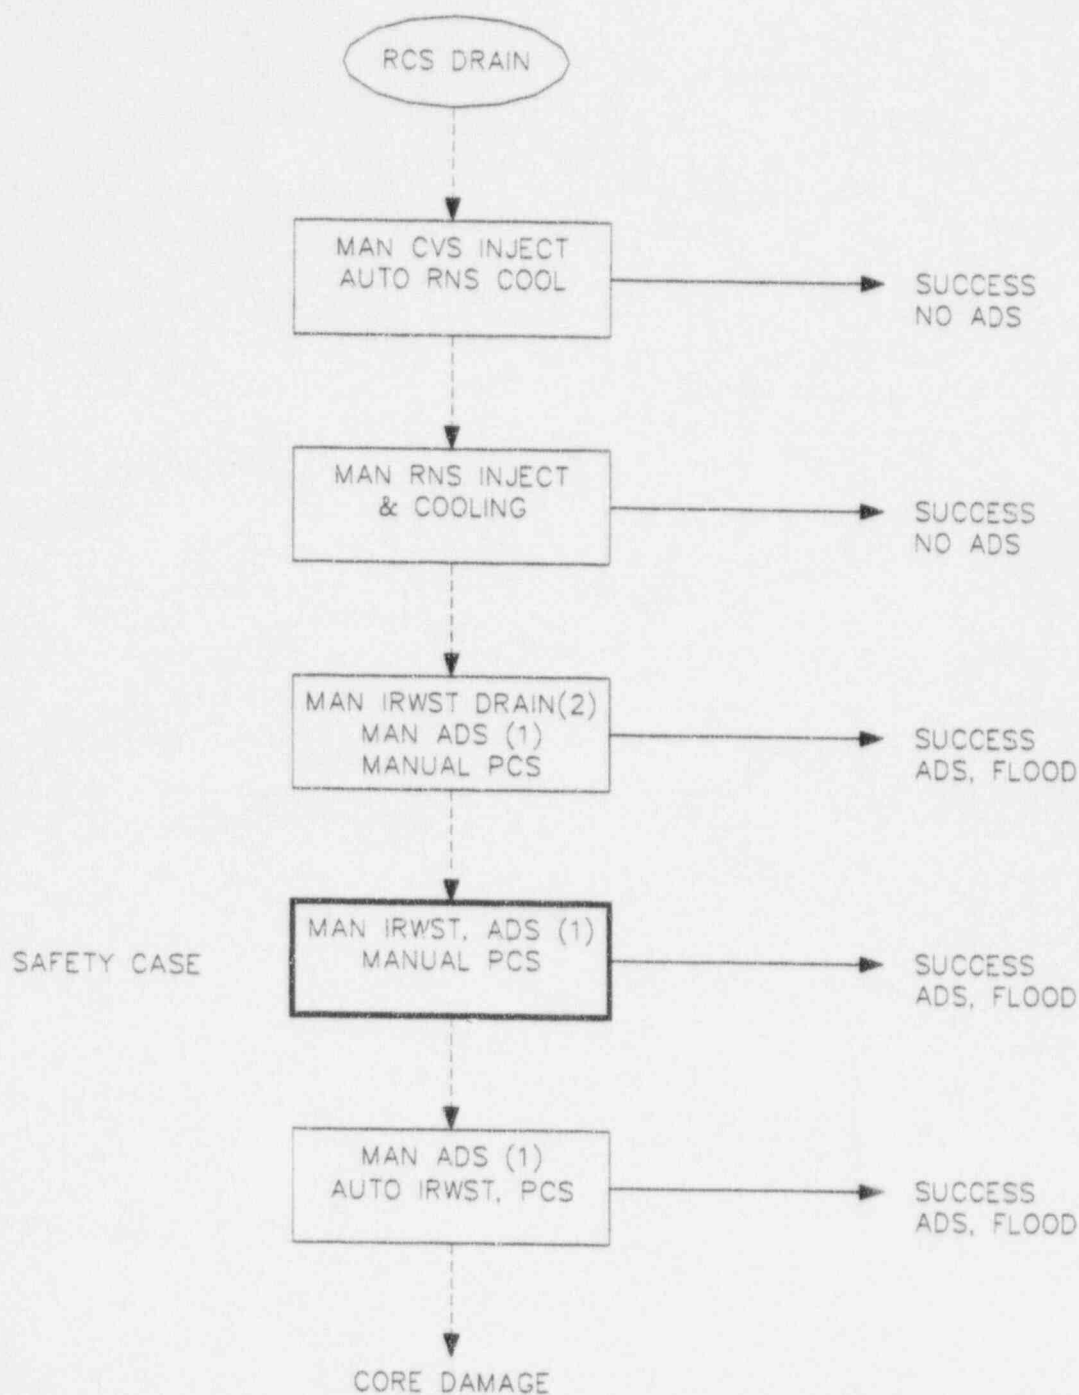 RCS DRAIN
MAN CVS INJECT
AUTO RNS COOL
SUCCESS
NO ADS
MAN RNS INJECT
& COOLING
SUCCESS
NO ADS
MAN IRWST DRAIN(2)
MAN ADS (1)
MANUAL PCS
SUCCESS
ADS, FLOOD
SAFETY CASE
MAN IRWST, ADS (1)
MANUAL PCS
SUCCESS
ADS, FLOOD
MAN ADS (1)
AUTO IRWST, PCS
SUCCESS
ADS, FLOOD
CORE DAMAGE